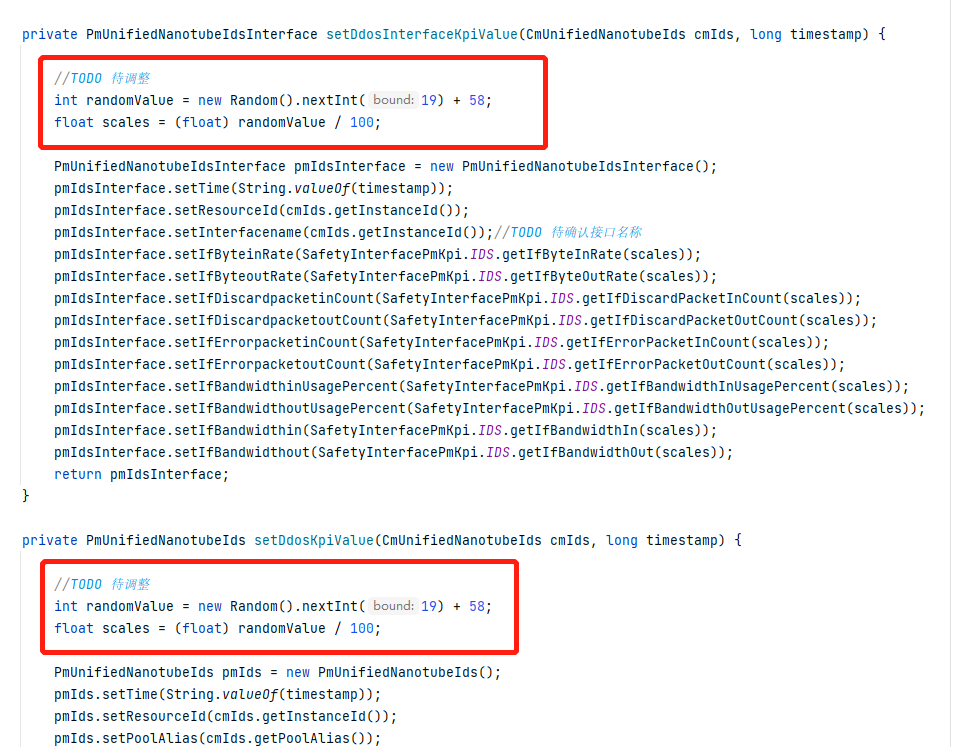 private PmUnifiedNanotubeIdsInterface setDdosInterfaceKpiValue(CmUnifiedNanotubeIds cmIds, long timestamp) {
//TODO 待调整
int randomValue = new Random().nextInt( bound: 19) + 58;
float scales = (float) randomValue / 100;
PmUnifiedNanotubeIdsInterface pmIdsInterface = new PmUnifiedNanotubeIdsInterface();
pmIdsInterface.setTime(String.valueOf(timestamp));
pmIdsInterface.setResourceId(cmIds.getInstanceId());
pmIdsInterface.setInterfacename(cmIds.getInstanceId());//TODO 待确认接口名称
pmIdsInterface.setIfByteinRate(SafetyInterfacePmKpi.IDS.getIfByteInRate(scales));
pmIdsInterface.setIfByteoutRate(SafetyInterfacePmKpi.IDS.getIfByteOutRate(scales));
pmIdsInterface.setIfDiscardpacketinCount(SafetyInterfacePmKpi.IDS.getIfDiscardPacketInCount(scales));
pmIdsInterface.setIfDiscardpacketoutCount(SafetyInterfacePmKpi.IDS.getIfDiscardPacketOutCount(scales));
pmIdsInterface.setIfErrorpacketinCount(SafetyInterfacePmKpi.IDS.getIfErrorPacketInCount(scales));
pmIdsInterface.setIfErrorpacketoutCount(SafetyInterfacePmKpi.IDS.getIfErrorPacketOutCount(scales));
pmIdsInterface.setIfBandwidthinUsagePercent(SafetyInterfacePmKpi.IDS.getIfBandwidthInUsagePercent(scales));
pmIdsInterface.setIfBandwidthoutUsagePercent(SafetyInterfacePmKpi.IDS.getIfBandwidthOutUsagePercent(scales));
pmIdsInterface.setIfBandwidthin(SafetyInterfacePmKpi.IDS.getIfBandwidthIn(scales));
pmIdsInterface.setIfBandwidthout(SafetyInterfacePmKpi.IDS.getIfBandwidthOut(scales));
return pmIdsInterface;
}
private PmUnifiedNanotubeIds setDdosKpiValue(CmUnifiedNanotubeIds cmIds, long timestamp) {
//TODO 待调整
int randomValue = new Random().nextInt( bound: 19) + 58;
float scales = (float) randomValue / 100;
PmUnifiedNanotubeIds pmIds = new PmUnifiedNanotubeIds();
pmIds.setTime(String.valueOf(timestamp));
pmIds.setResourceId(cmIds.getInstanceId());
pmIds.setPoolAlias(cmIds.getPoolAlias());